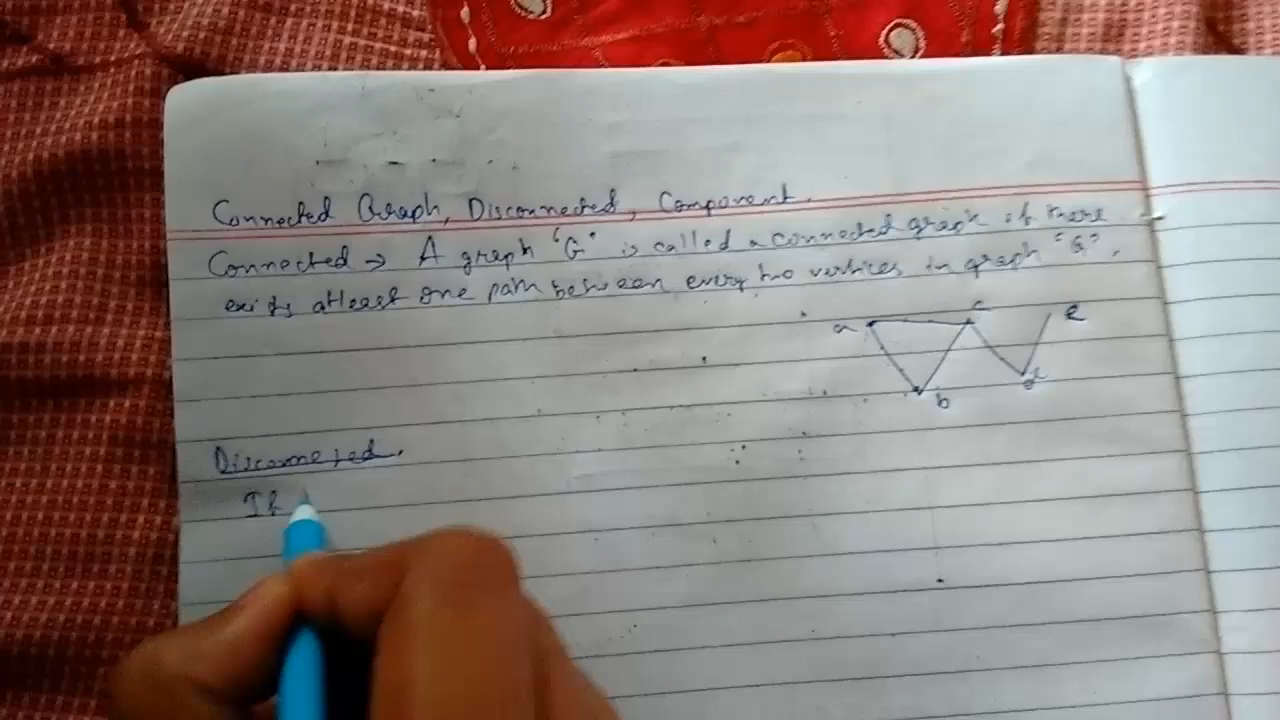 Connected Graph, Disconnected, Component.
Connected → A graph "G" is called a connected graph if there
exists atleast one path between every two vertices in graph "G".
a c e
b d
Disconnected.
If